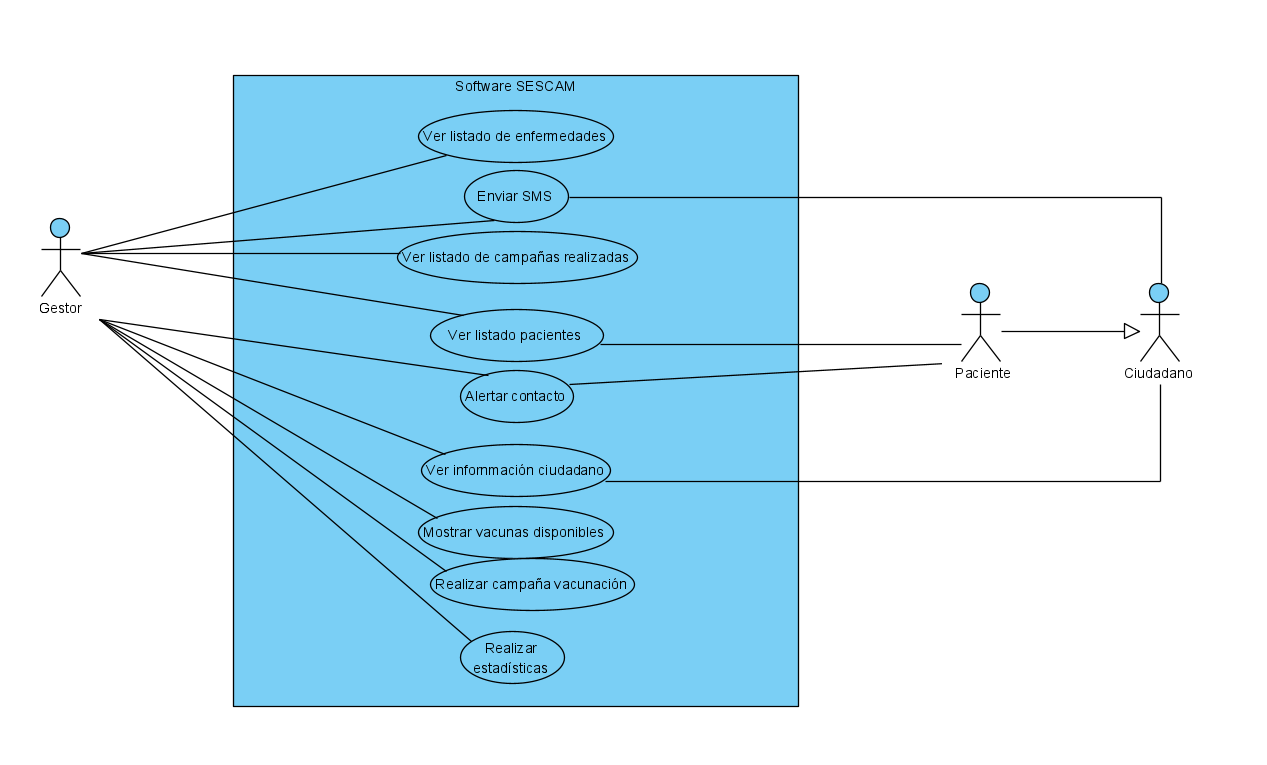 Software SESCAM
Ver listado de enfermedades
Enviar SMS
Ver listado de campañas realizadas
Gestor
Ver listado pacientes
Paciente
Ciudadano
Alertar contacto
Ver infornmación ciudadano
Mostrar vacunas disponibles
Realizar campaña vacunación
Realizar
estadísticas